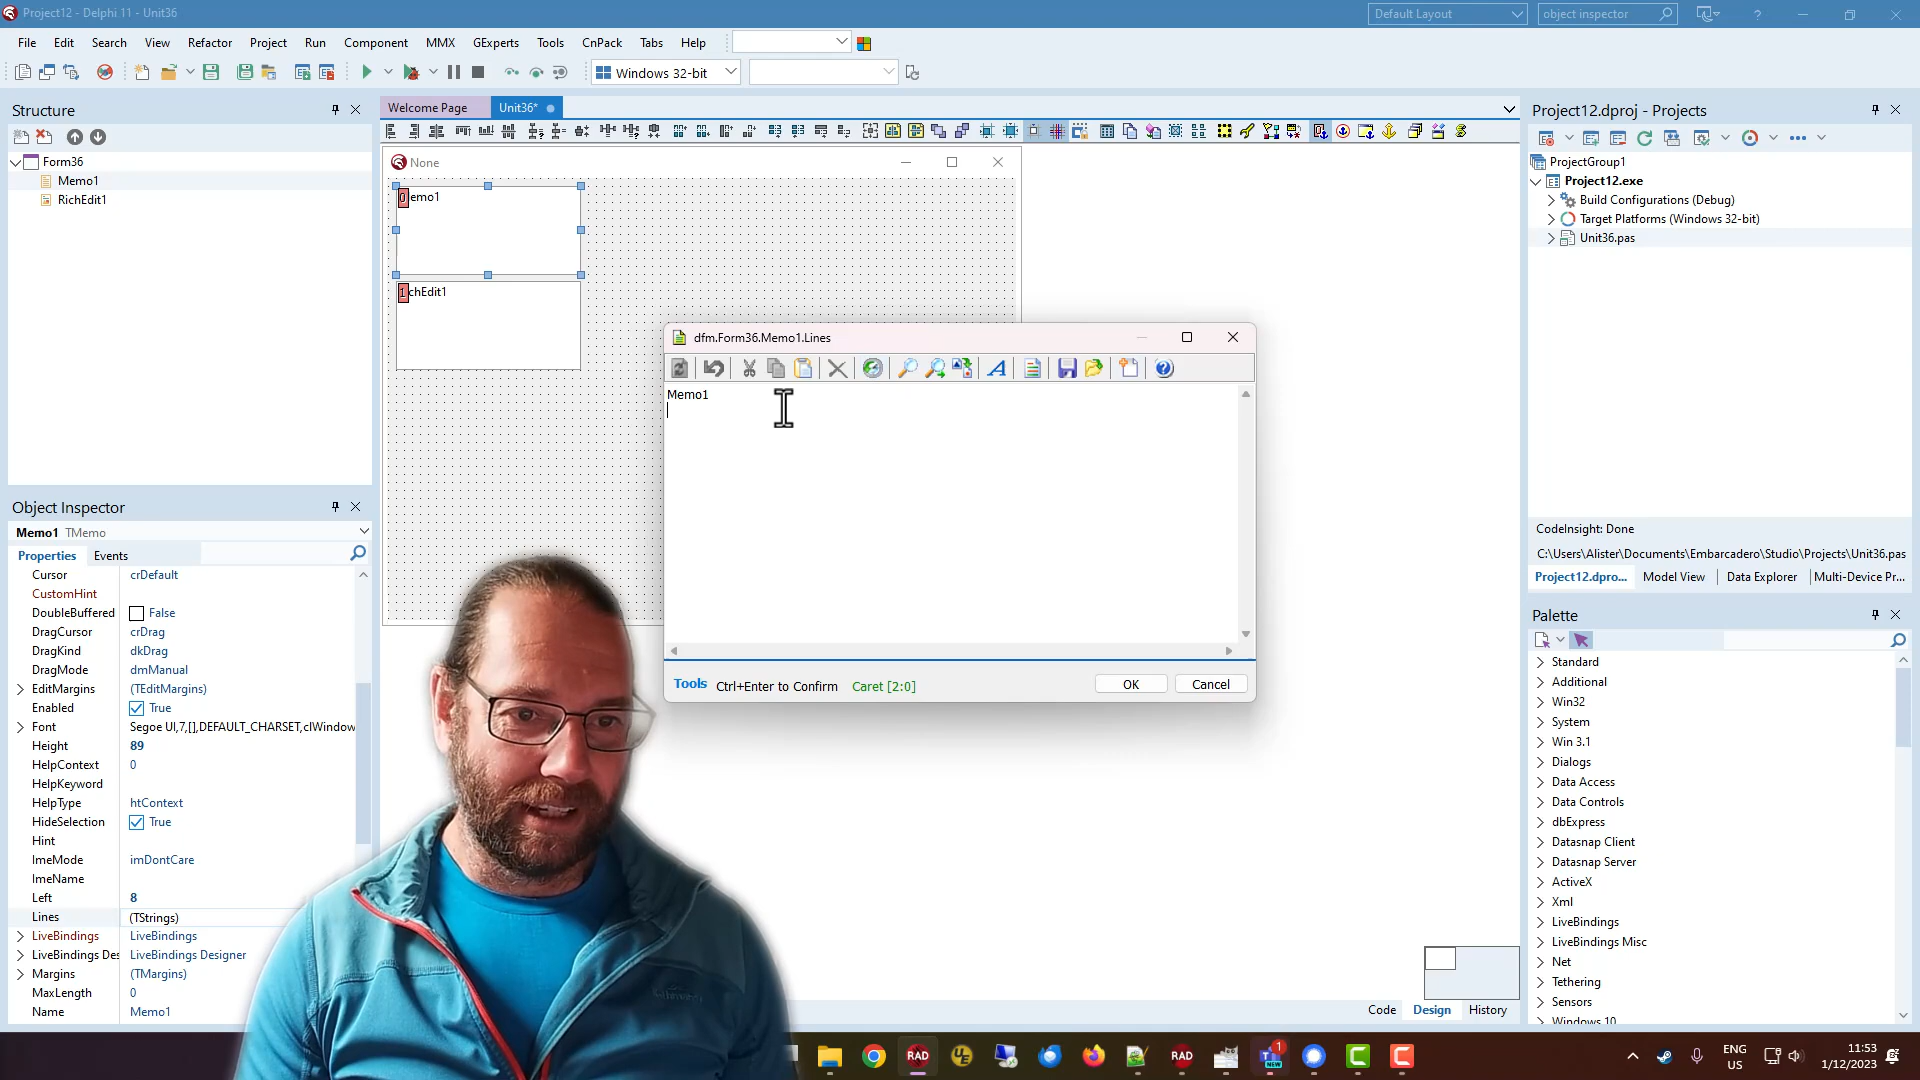 Project12 - Delphi 11 - Unit36
Default Layout
object inspector
File Edit Search View Refactor Project Run Component MMX GExperts Tools CnPack Tabs Help
Windows 32-bit
Structure
Form36
Memo1
RichEdit1
Welcome Page
Unit36*
None
0emo1
1chEdit1
dfm.Form36.Memo1.Lines
Memo1
Tools Ctrl+Enter to Confirm Caret [2:0] OK Cancel
Object Inspector
Memo1 TMemo
Properties Events
Cursor crDefault
CustomHint
DoubleBuffered False
DragCursor crDrag
DragKind dkDrag
DragMode dmManual
EditMargins (TEditMargins)
Enabled True
Font Segoe UI,7,[],DEFAULT_CHARSET,clWindow
Height 89
HelpContext 0
HelpKeyword
HelpType htContext
HideSelection True
Hint
ImeMode imDontCare
ImeName
Left 8
Lines (TStrings)
LiveBindings LiveBindings
LiveBindings Des LiveBindings Designer
Margins (TMargins)
MaxLength 0
Name Memo1
Code Design History
Project12.dproj - Projects
ProjectGroup1
Project12.exe
Build Configurations (Debug)
Target Platforms (Windows 32-bit)
Unit36.pas
CodeInsight: Done
C:\Users\Alister\Documents\Embarcadero\Studio\Projects\Unit36.pas
Project12.dpro... Model View Data Explorer Multi-Device Pr...
Palette
Standard
Additional
Win32
System
Win 3.1
Dialogs
Data Access
Data Controls
dbExpress
Datasnap Client
Datasnap Server
ActiveX
Xml
LiveBindings
LiveBindings Misc
Net
Tethering
Sensors
Windows 10
RAD
UE
RAD
1
NEW
ENG
US
11:53
1/12/2023